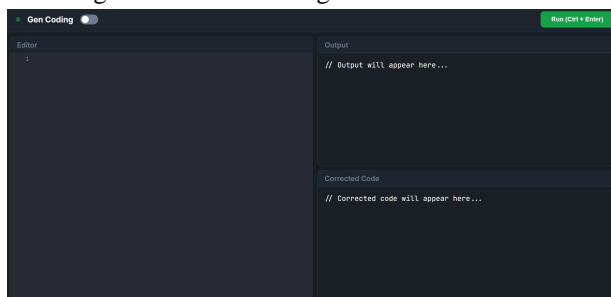 Gen Coding
Run (Ctrl + Enter)
Editor
1
Output
// Output will appear here...
Corrected Code
// Corrected code will appear here...